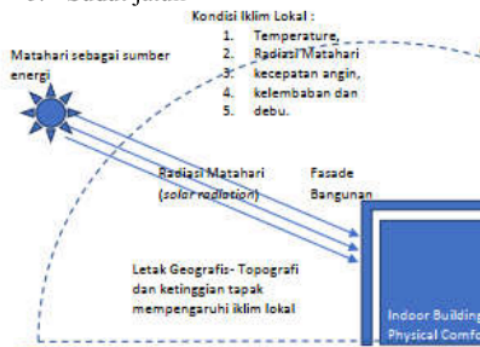 Kondisi Iklim Lokal :
1. Temperature,
2. Radiasi Matahari
3. kecepatan angin,
4. kelembaban dan
5. debu.
Matahari sebagai sumber
energi
Radiasi Matahari
(solar radiation)
Fasade
Bangunan
Letak Geografis- Topografi
dan ketinggian tapak
mempengaruhi iklim lokal
Indoor Building
Physical